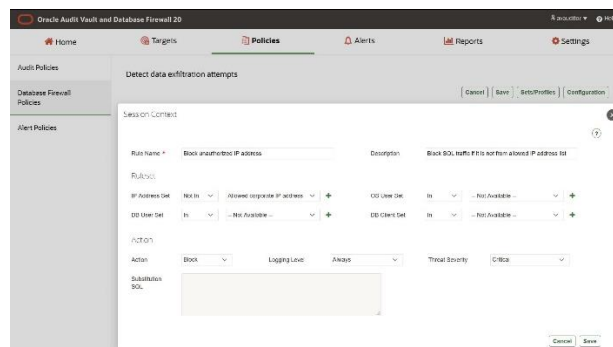 Oracle Audit Vault and Database Firewall 20
avauditor
Home
Targets
Policies
Alerts
Reports
Settings
Audit Policies
Database Firewall
Policies
Alert Policies
Detect data exfiltration attempts
Cancel Save Sets/Profiles Configuration
Session Context
Rule Name * Block unauthorized IP address Description Block SQL traffic if it is not from allowed IP address list
Rulesets
IP Address Set Not In Allowed corporate IP address OS User Set In -- Not Available --
DB User Set In -- Not Available -- DB Client Set In -- Not Available --
Action
Action Block Logging Level Always Threat Severity Critical
Substitution
SQL
Cancel Save